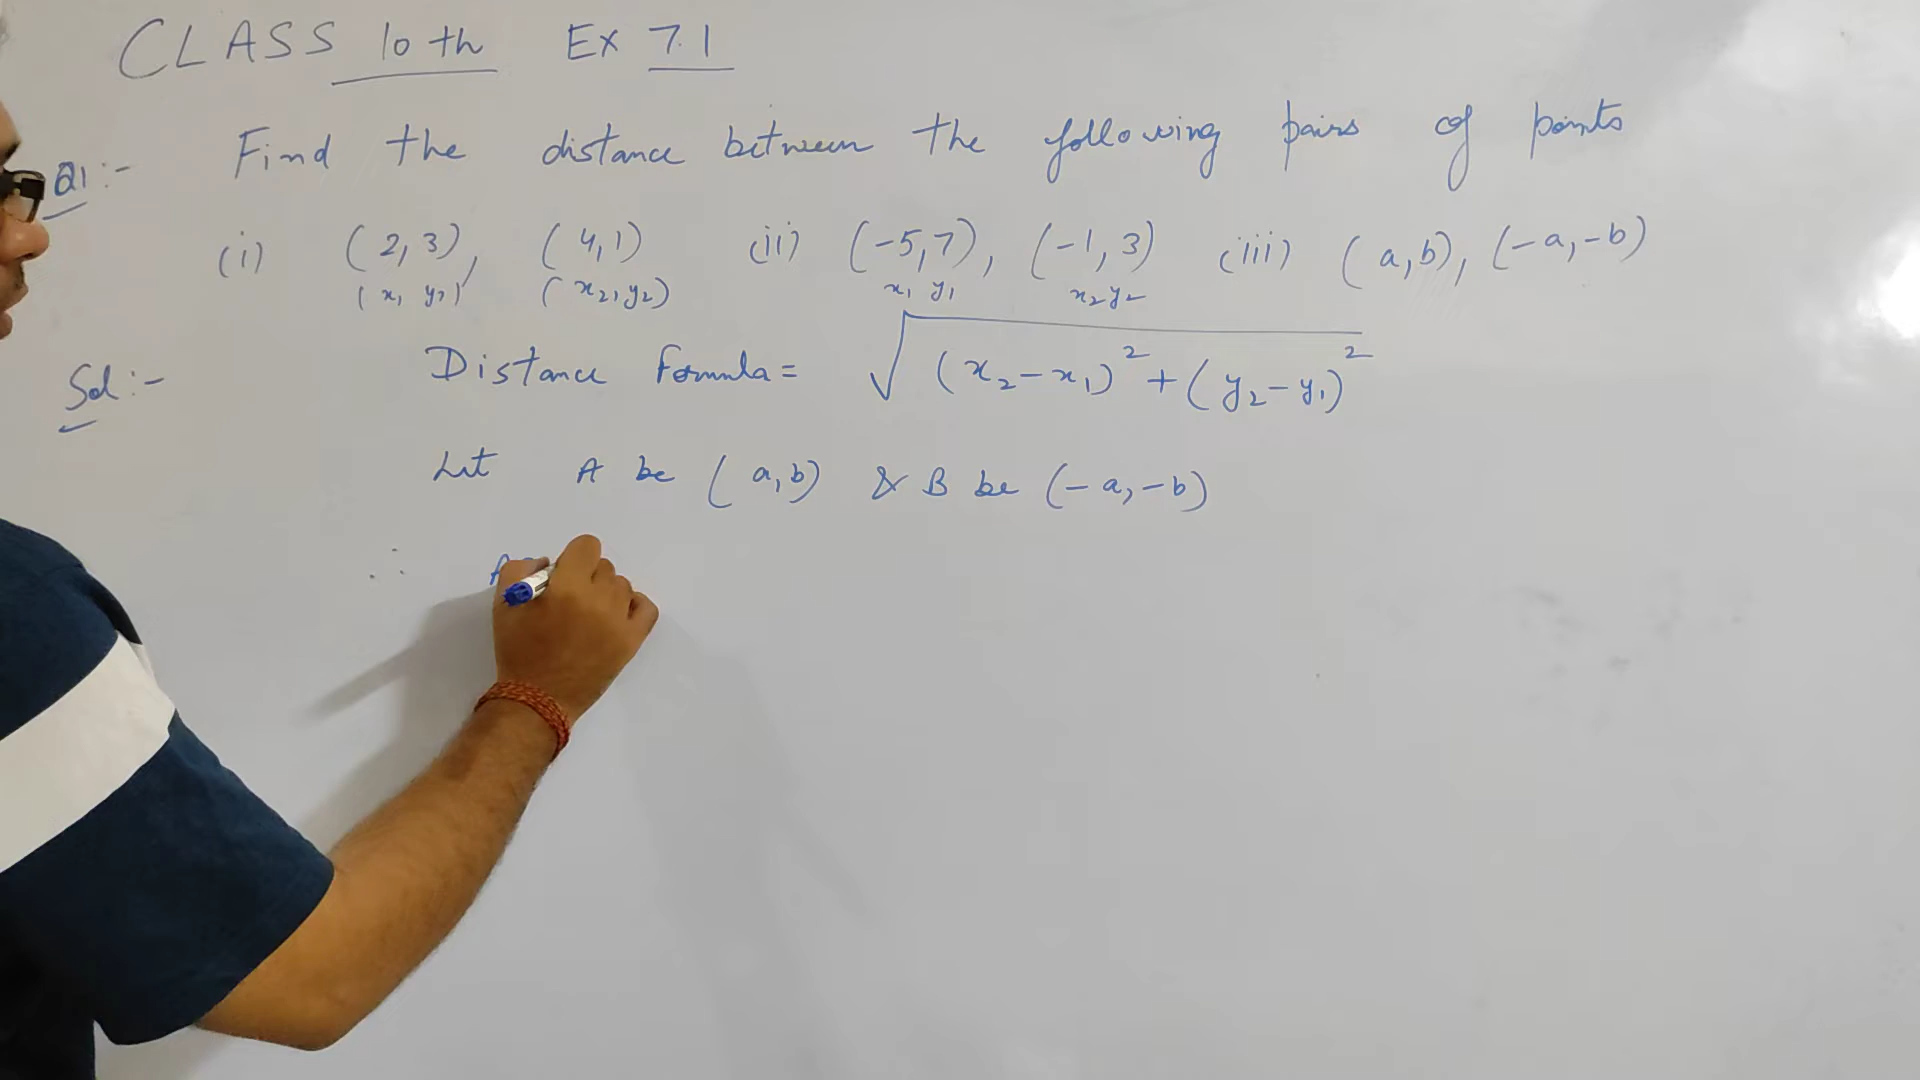 CLASS 10th Ex 7.1
Q1:- Find the distance between the following pairs of points
(i) (2,3), (4,1) (ii) (-5,7), (-1,3) (iii) (a,b), (-a,-b)
(x₁ y₁) (x₂,y₂) x₁ y₁ x₂ y₂
Sol:- Distance Formula = √((x₂-x₁)²+(y₂-y₁)²)
Let A be (a,b) & B be (-a,-b)
∴